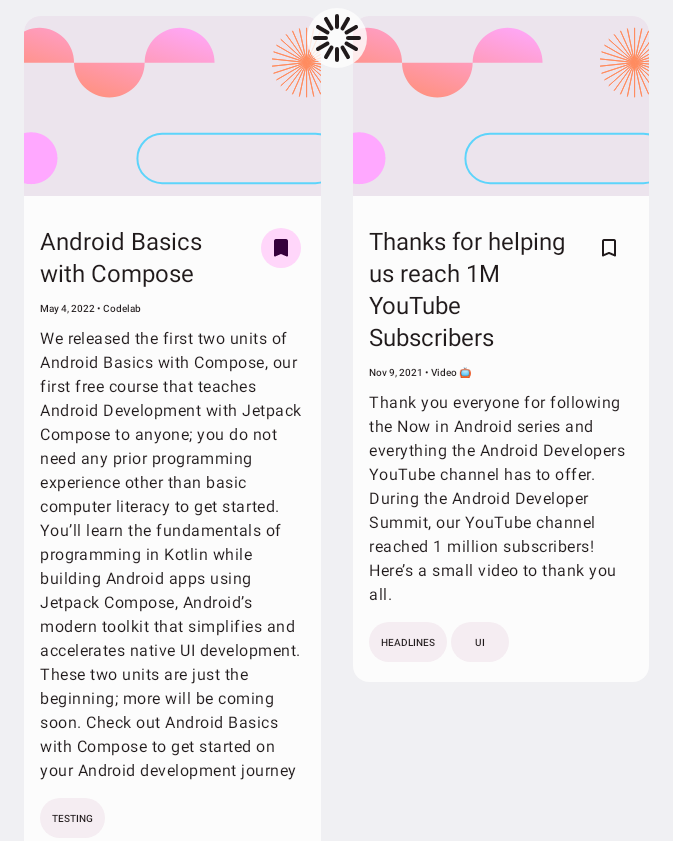 Android Basics
with Compose
May 4, 2022 • Codelab
We released the first two units of
Android Basics with Compose, our
first free course that teaches
Android Development with Jetpack
Compose to anyone; you do not
need any prior programming
experience other than basic
computer literacy to get started.
You’ll learn the fundamentals of
programming in Kotlin while
building Android apps using
Jetpack Compose, Android’s
modern toolkit that simplifies and
accelerates native UI development.
These two units are just the
beginning; more will be coming
soon. Check out Android Basics
with Compose to get started on
your Android development journey
TESTING
Thanks for helping
us reach 1M
YouTube
Subscribers
Nov 9, 2021 • Video 📺
Thank you everyone for following
the Now in Android series and
everything the Android Developers
YouTube channel has to offer.
During the Android Developer
Summit, our YouTube channel
reached 1 million subscribers!
Here’s a small video to thank you
all.
HEADLINES
UI